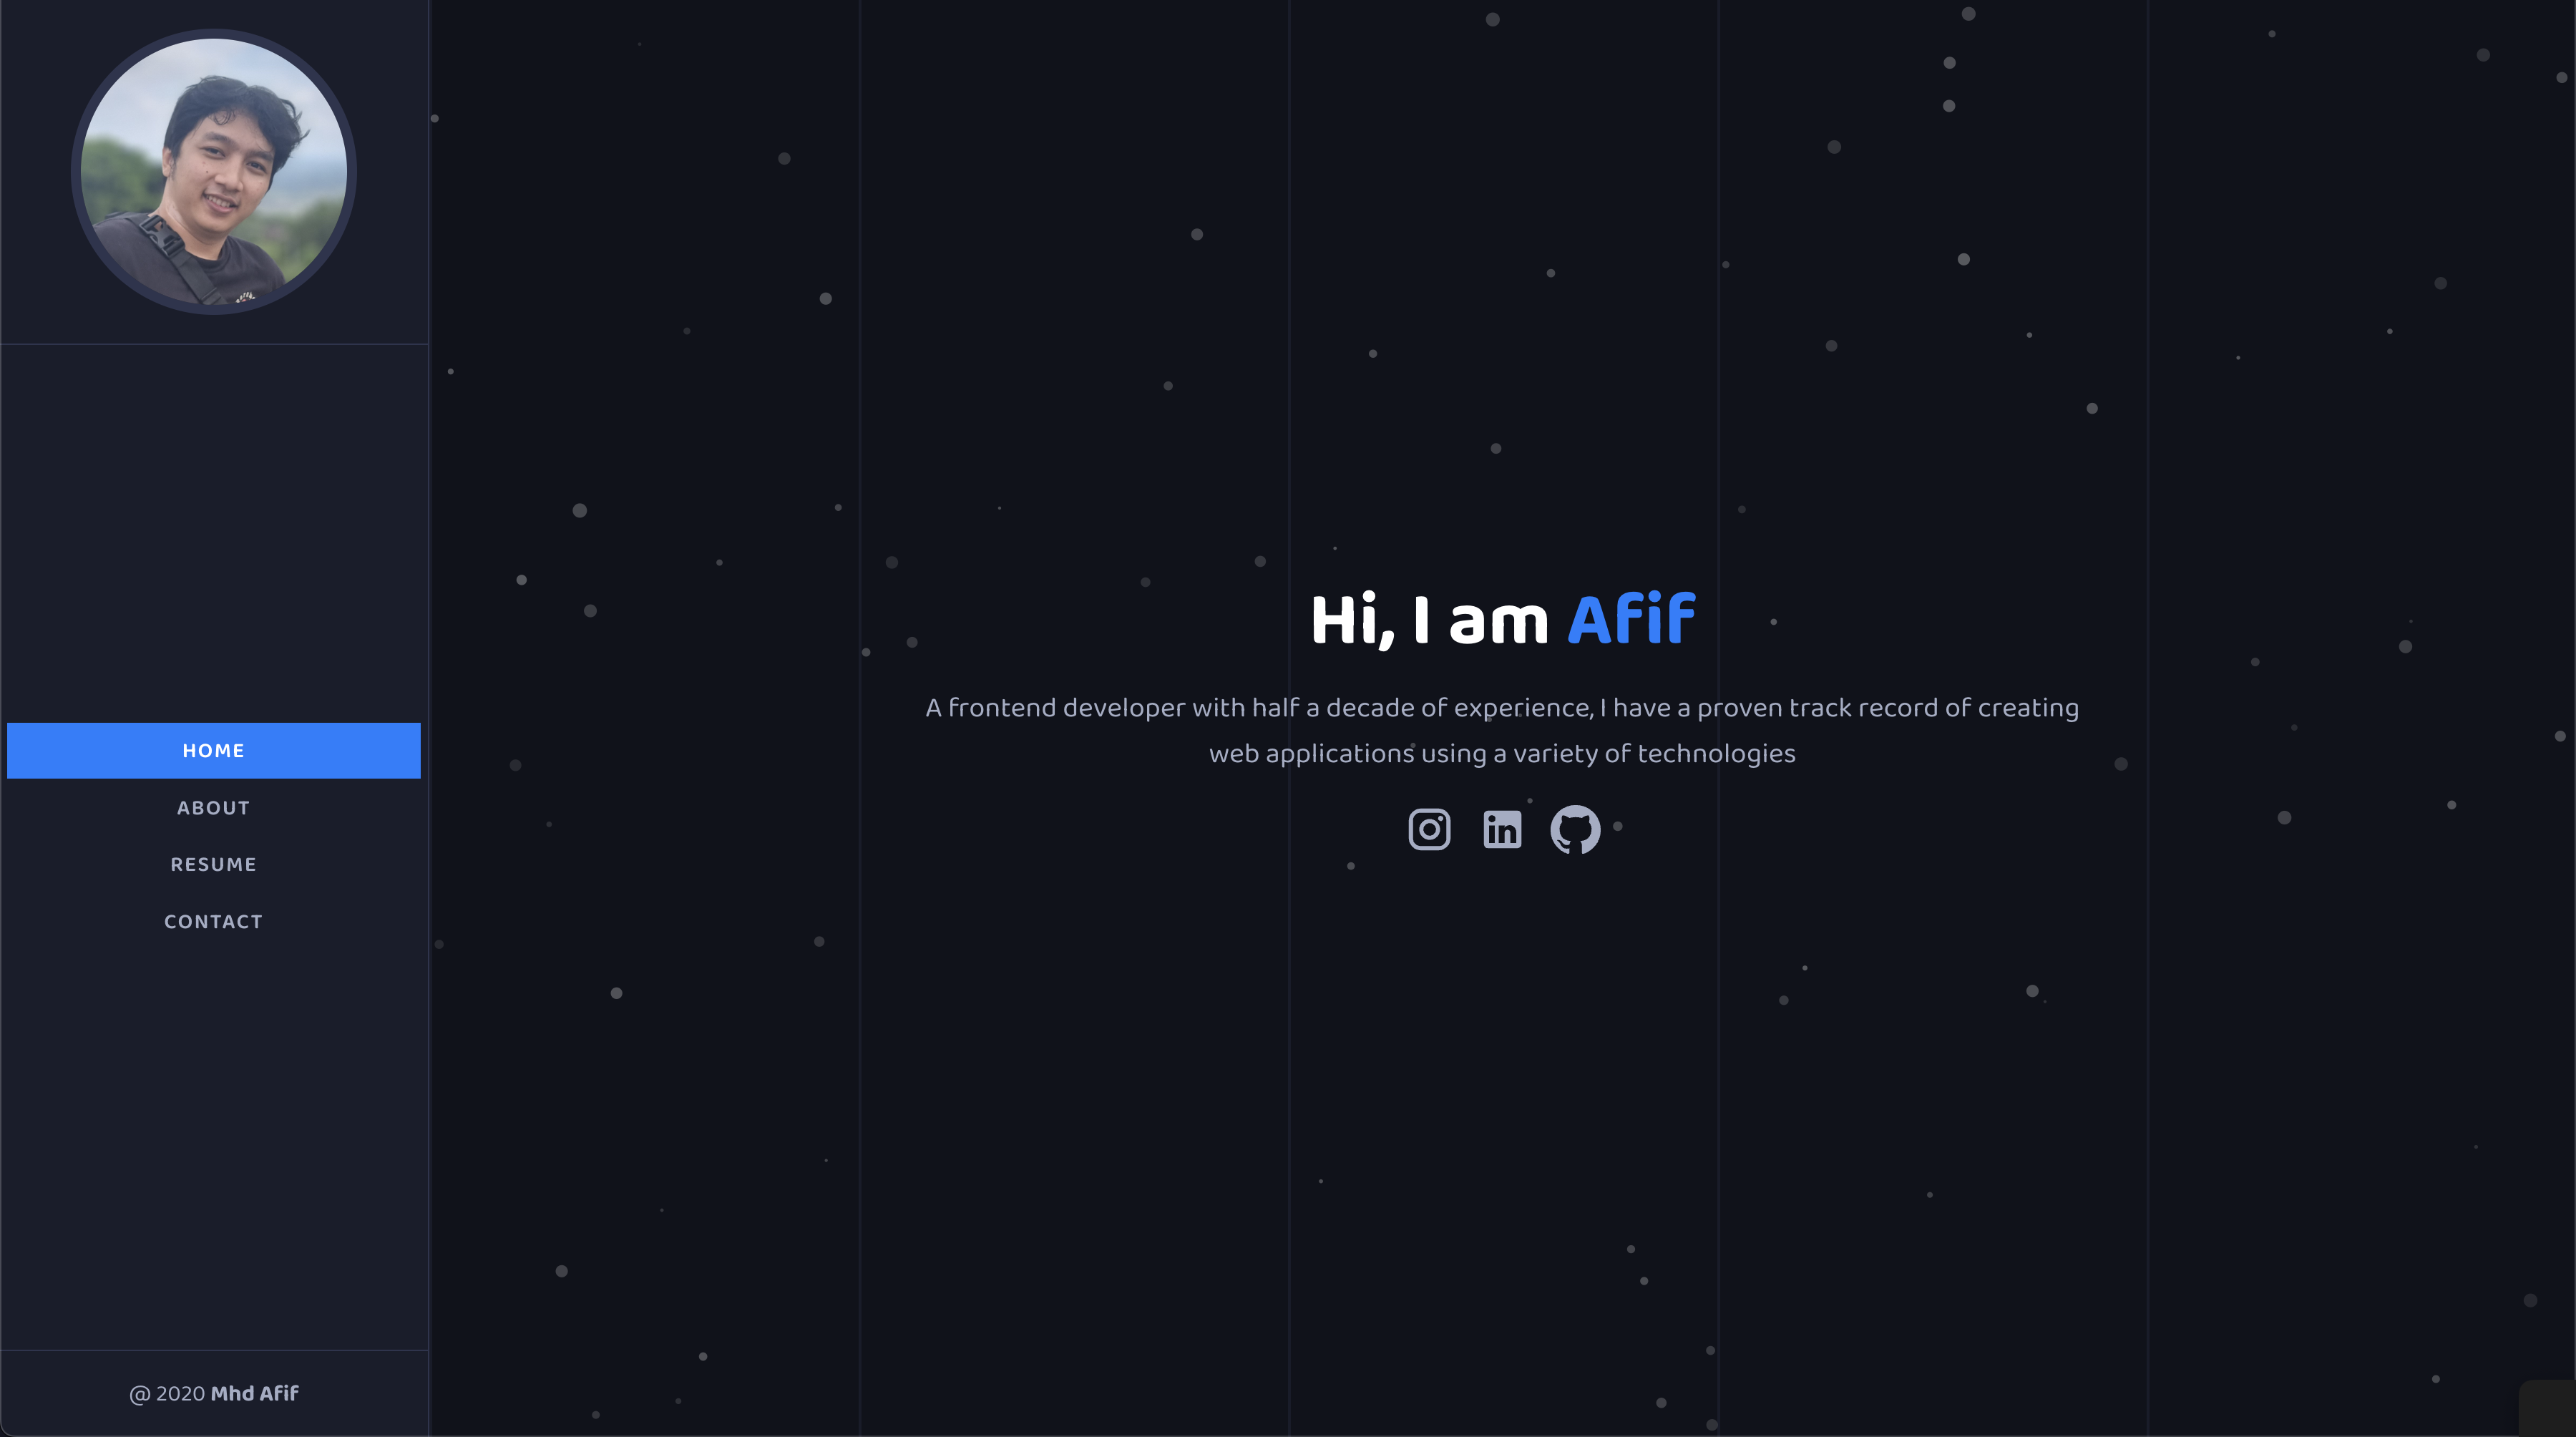 HOME
ABOUT
RESUME
CONTACT
@ 2020 Mhd Afif
Hi, I am Afif
A frontend developer with half a decade of experience, I have a proven track record of creating
web applications using a variety of technologies
in